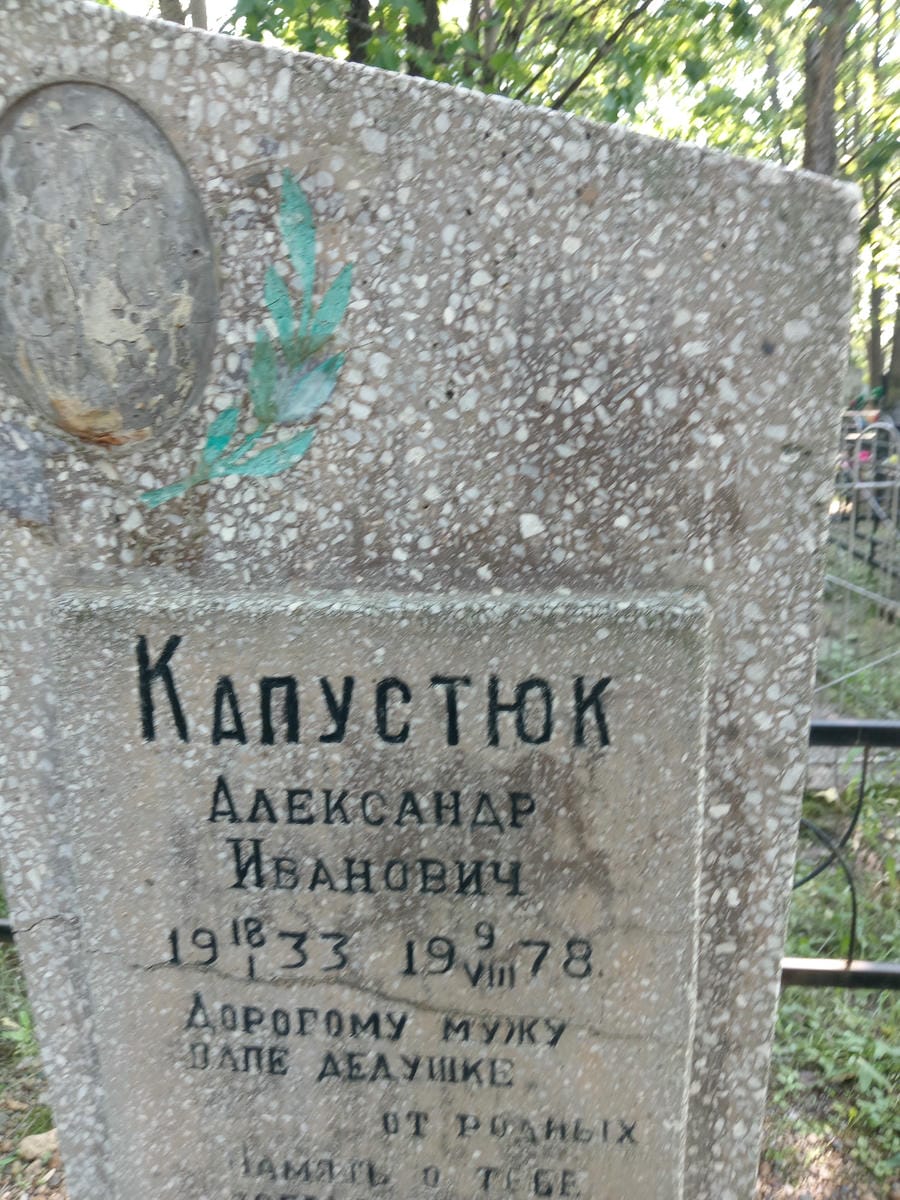 Капустюк
Александр
Иванович
19 18/I 33 19 9/VIII 78.
Дорогому мужу
папе дедушке
от родных
Память о тебе